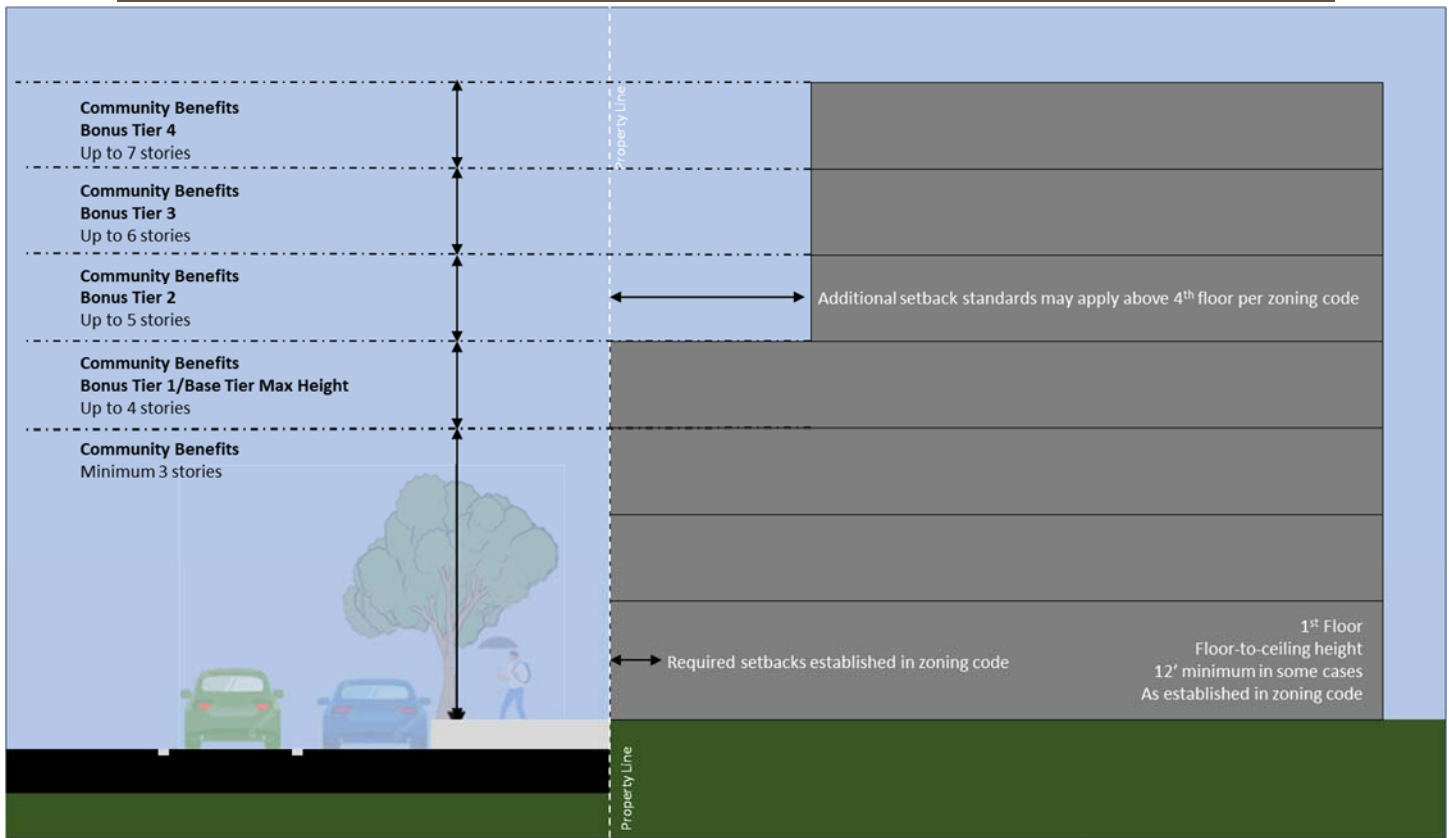 Community Benefits
Bonus Tier 4
Up to 7 stories
Property Line
Community Benefits
Bonus Tier 3
Up to 6 stories
Community Benefits
Bonus Tier 2
Up to 5 stories
Additional setback standards may apply above 4th floor per zoning code
Community Benefits
Bonus Tier 1/Base Tier Max Height
Up to 4 stories
Community Benefits
Minimum 3 stories
Required setbacks established in zoning code
1st Floor
Floor-to-ceiling height
12' minimum in some cases
As established in zoning code
Property Line